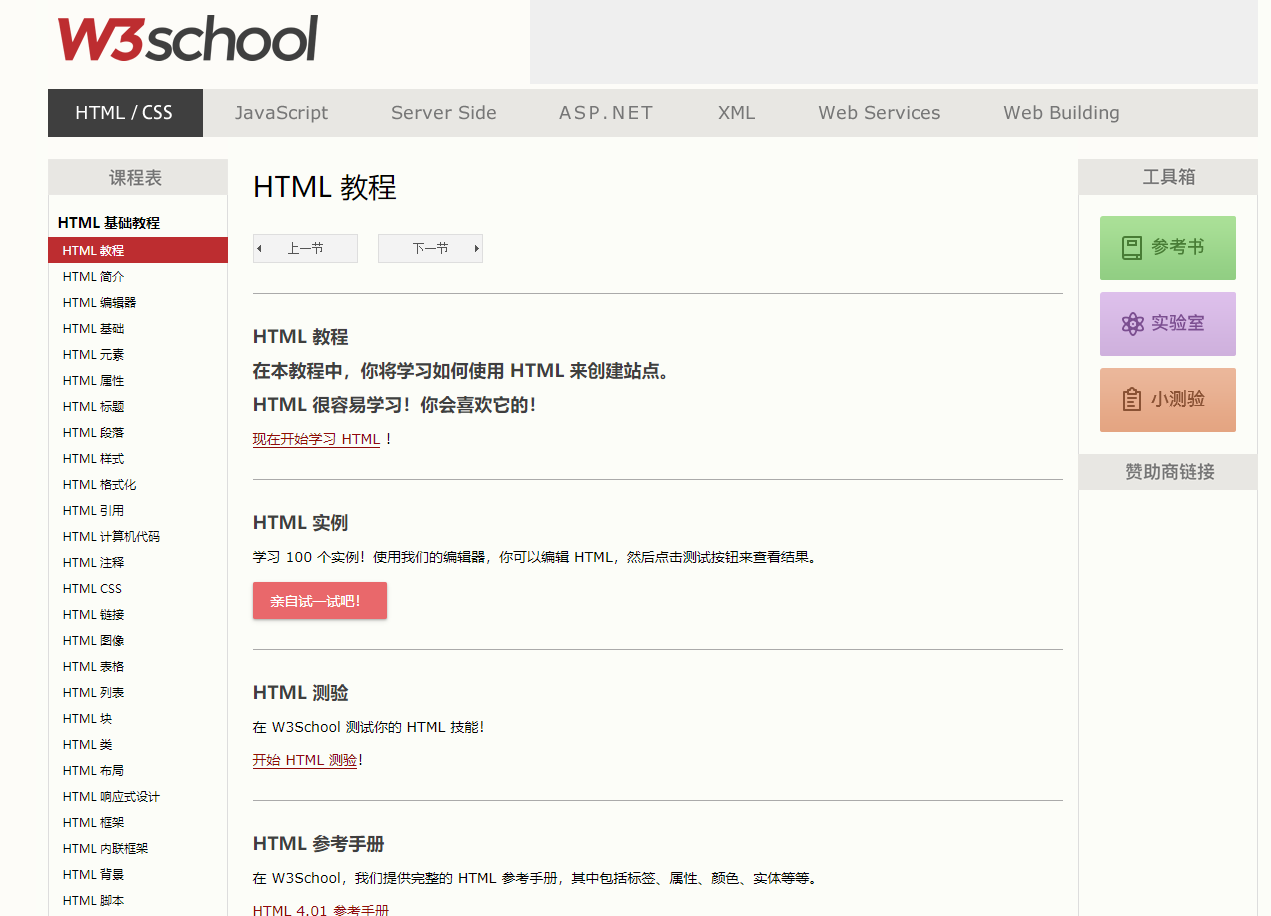 W3school
HTML / CSS
JavaScript
Server Side
ASP.NET
XML
Web Services
Web Building
课程表
HTML 基础教程
HTML 教程
HTML 简介
HTML 编辑器
HTML 基础
HTML 元素
HTML 属性
HTML 标题
HTML 段落
HTML 样式
HTML 格式化
HTML 引用
HTML 计算机代码
HTML 注释
HTML CSS
HTML 链接
HTML 图像
HTML 表格
HTML 列表
HTML 块
HTML 类
HTML 布局
HTML 响应式设计
HTML 框架
HTML 内联框架
HTML 背景
HTML 脚本
HTML 教程
上一节
下一节
HTML 教程
在本教程中，你将学习如何使用 HTML 来创建站点。
HTML 很容易学习！你会喜欢它的！
现在开始学习 HTML！
HTML 实例
学习 100 个实例！使用我们的编辑器，你可以编辑 HTML，然后点击测试按钮来查看结果。
亲自试一试吧！
HTML 测验
在 W3School 测试你的 HTML 技能！
开始 HTML 测验！
HTML 参考手册
在 W3School，我们提供完整的 HTML 参考手册，其中包括标签、属性、颜色、实体等等。
HTML 4.01 参考手册
工具箱
参考书
实验室
小测验
赞助商链接